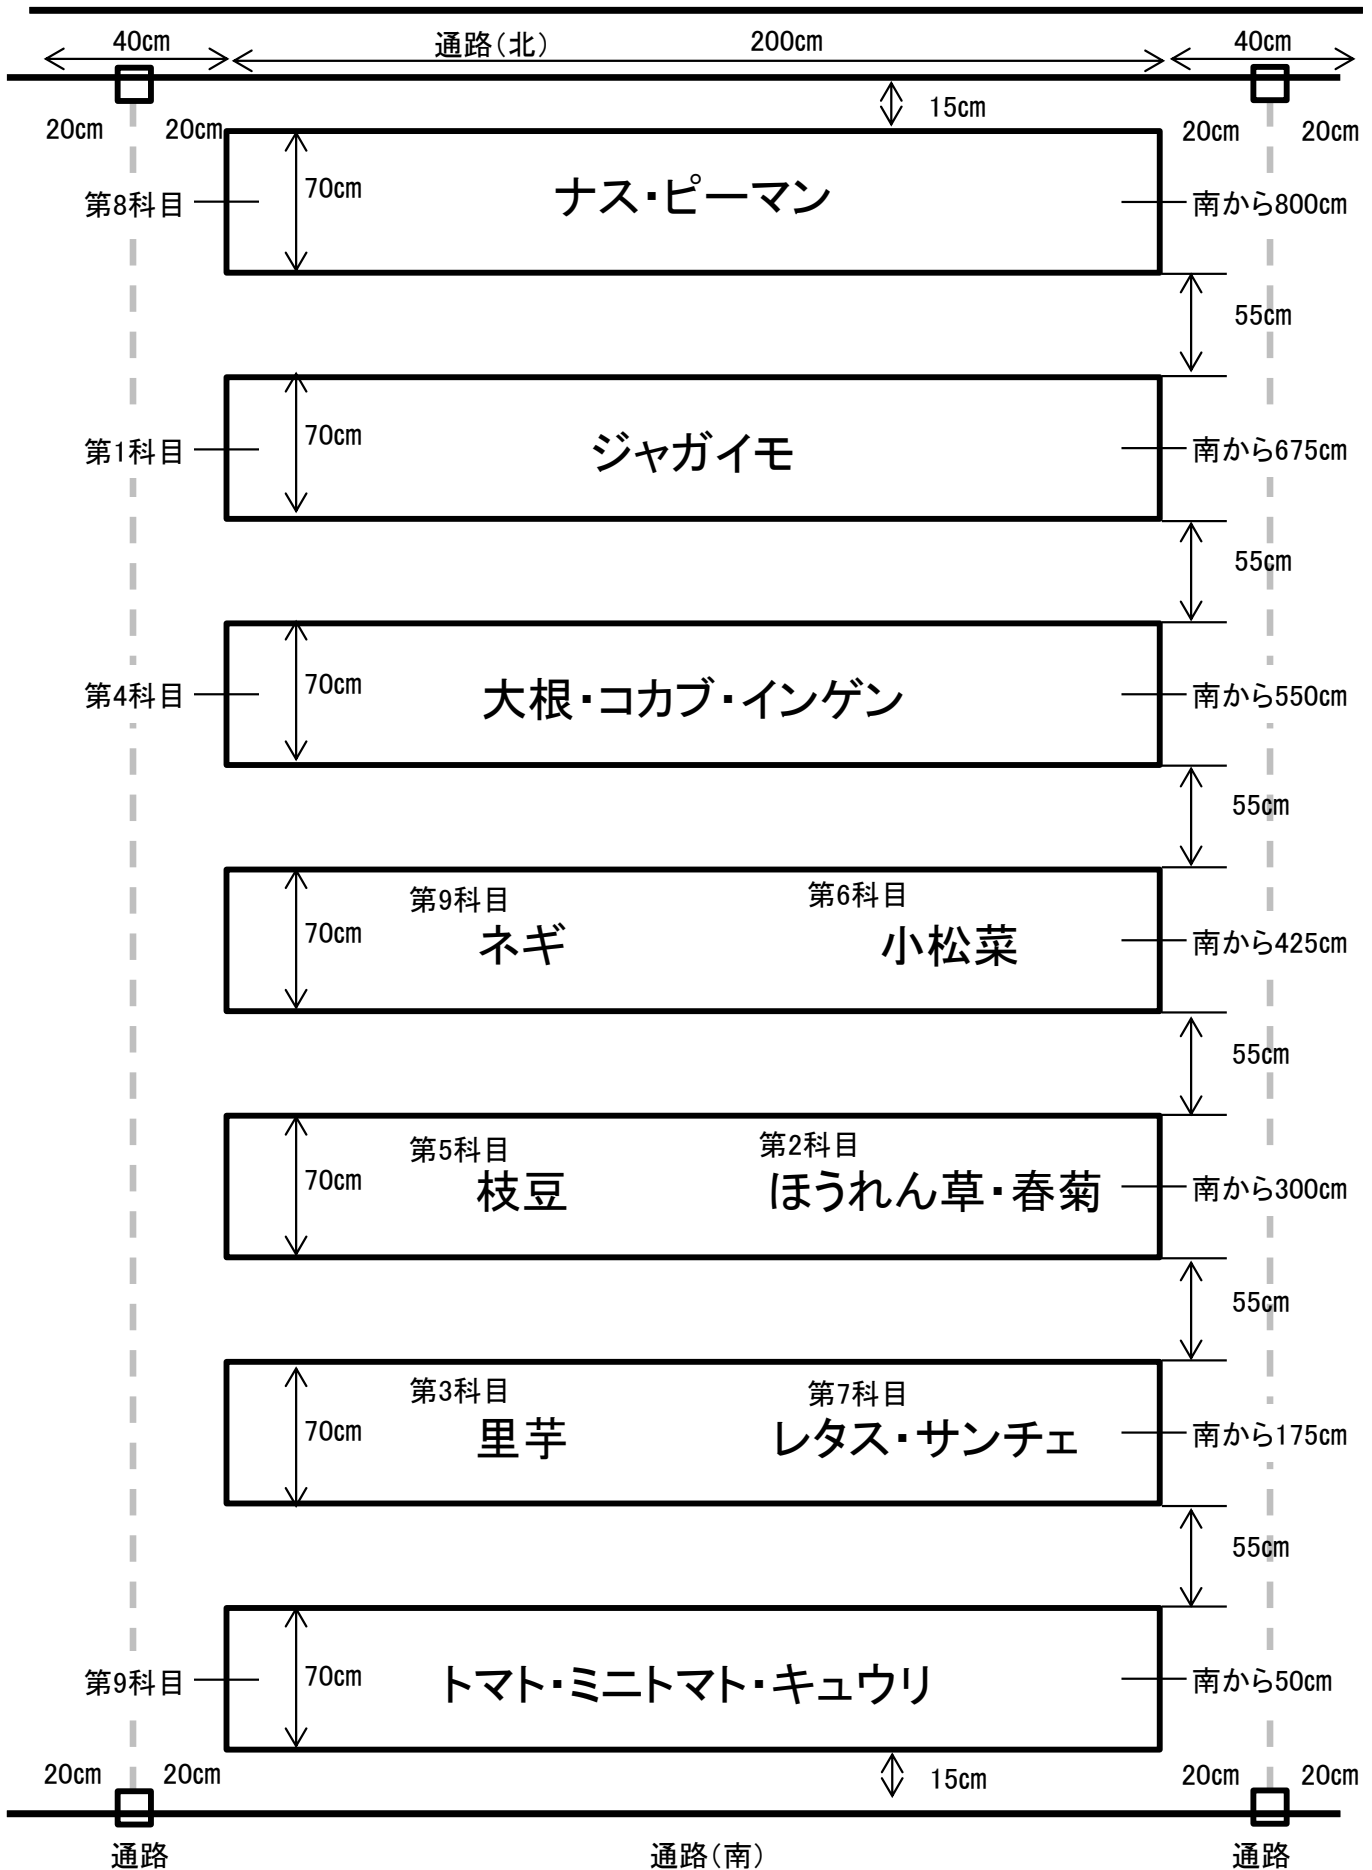 40cm 通路(北) 200cm 40cm
15cm
20cm 20cm 20cm 20cm
第8科目 70cm ナス・ピーマン 南から800cm
55cm
第1科目 70cm ジャガイモ 南から675cm
55cm
第4科目 70cm 大根・コカブ・インゲン 南から550cm
55cm
第9科目 第6科目
70cm ネギ 小松菜 南から425cm
55cm
第5科目 第2科目
70cm 枝豆 ほうれん草・春菊 南から300cm
55cm
第3科目 第7科目
70cm 里芋 レタス・サンチェ 南から175cm
55cm
第9科目 70cm トマト・ミニトマト・キュウリ 南から50cm
20cm 20cm 15cm 20cm 20cm
通路 通路(南) 通路